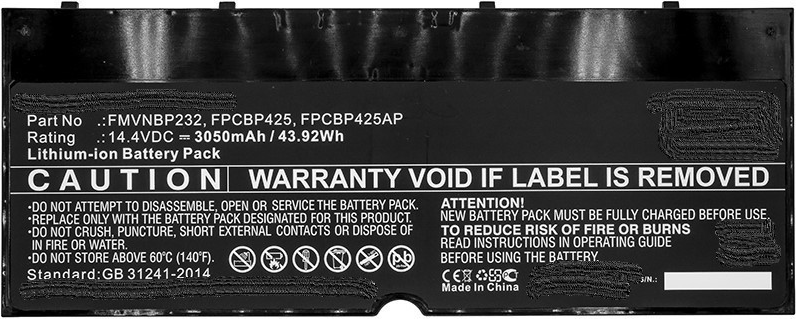 Part No .: FMVNBP232, FPCBP425, FPCBP425AP
Rating .: 14.4VDC ⎓ 3050mAh / 43.92Wh
Lithium-ion Battery Pack
CAUTION WARRANTY VOID IF LABEL IS REMOVED
•DO NOT ATTEMPT TO DISASSEMBLE, OPEN OR SERVICE THE BATTERY PACK.
•REPLACE ONLY WITH THE BATTERY PACK DESIGNATED FOR THIS PRODUCT.
•DO NOT CRUSH, PUNCTURE, SHORT EXTERNAL CONTACTS OR DISPOSE OF
IN FIRE OR WATER.
•DO NOT STORE ABOVE 60°C (140°F).
Standard: GB 31241-2014
ATTENTION!
NEW BATTERY PACK MUST BE FULLY CHARGED BEFORE USE.
TO REDUCE RISK OF FIRE OR BURNS
READ INSTRUCTIONS IN OPERATING GUIDE
BEFORE USING THE BATTERY.
Pb
CE
Made In China
S/N.: